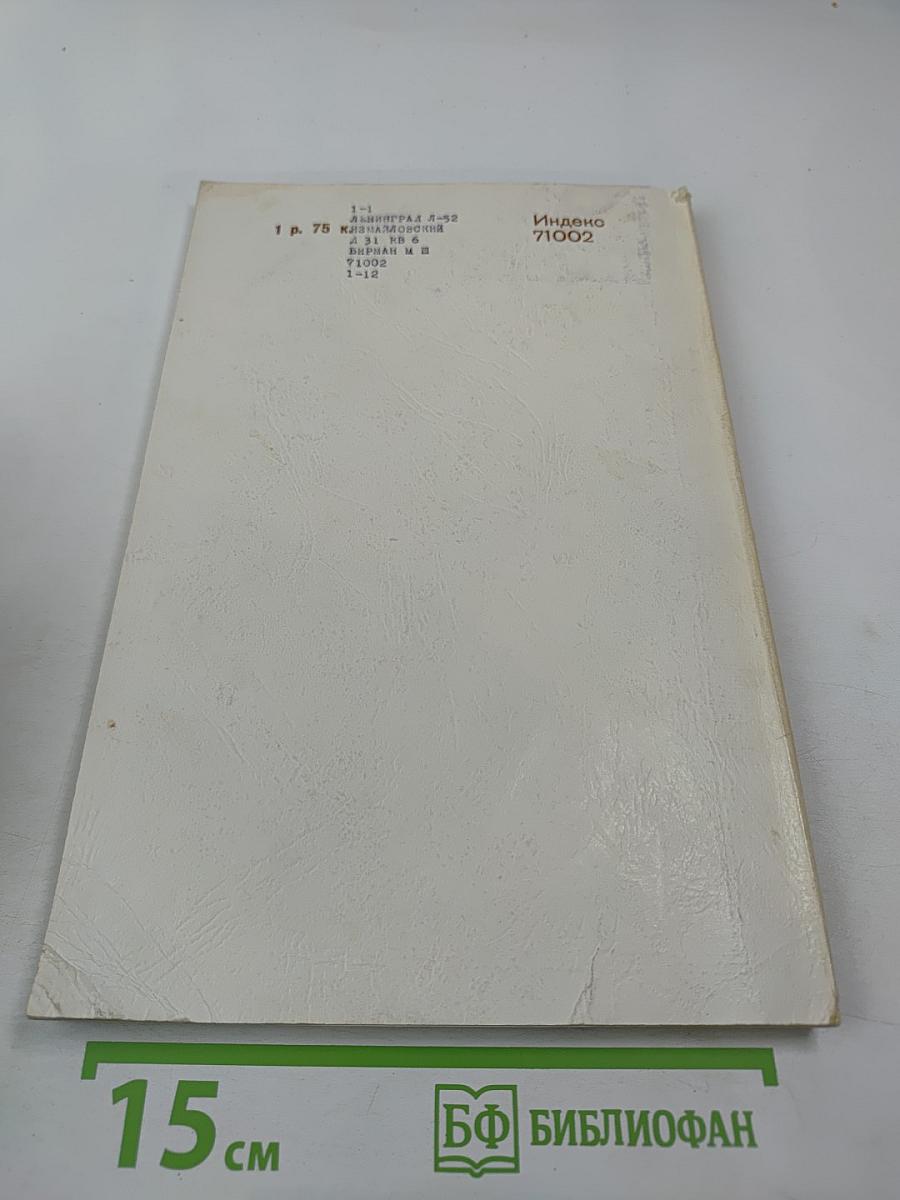 1-1
ЛЕНИНГРАД Л-52
1 р. 75 к.
ИЗМАЙЛОВСКИЙ
Д 31 КВ 6
БИРМАН М Ш
71002
1-12
Индекс
71002
15 см
БФ БИБЛИОФАН